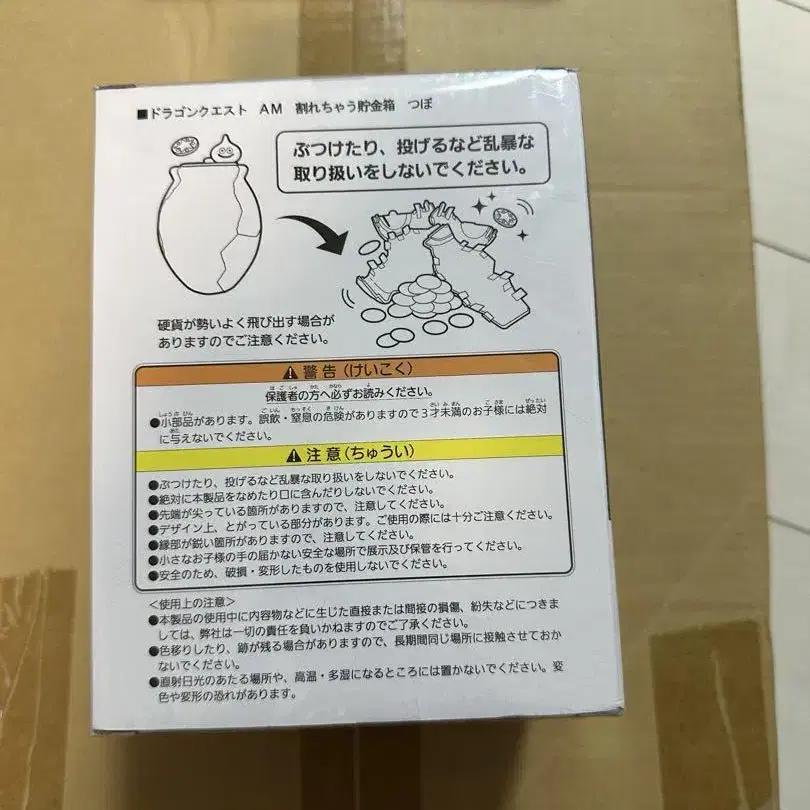 ■ドラゴンクエスト AM 割れちゃう貯金箱 つぼ
ぶつけたり、投げるなど乱暴な
取り扱いをしないでください。
硬貨が勢いよく飛び出す場合が
ありますのでご注意ください。
⚠警告(けいこく)
保護者の方へ必ずお読みください。
●小部品があります。誤飲・窒息の危険がありますので3才未満のお子様には絶対
に与えないでください。
⚠注意(ちゅうい)
●ぶつけたり、投げるなど乱暴な取り扱いをしないでください。
●絶対に本製品をなめたり口に含んだりしないでください。
●先端が尖っている箇所がありますので、注意してください。
●デザイン上、とがっている部分があります。ご使用の際には十分ご注意ください。
●縁部が鋭い箇所がありますので、注意してください。
●小さなお子様の手の届かない安全な場所で展示及び保管を行ってください。
●安全のため、破損・変形したものを使用しないでください。
<使用上の注意>
●本製品の使用中に内容物などに生じた直接または間接の損傷、紛失などにつきま
しては、弊社は一切の責任を負いかねますのでご了承ください。
●色移りしたり、跡が残る場合がありますので、長期間同じ場所に接触させておか
ないでください。
●直射日光のあたる場所や、高温・多湿になるところには置かないでください。変
色や変形の恐れがあります。